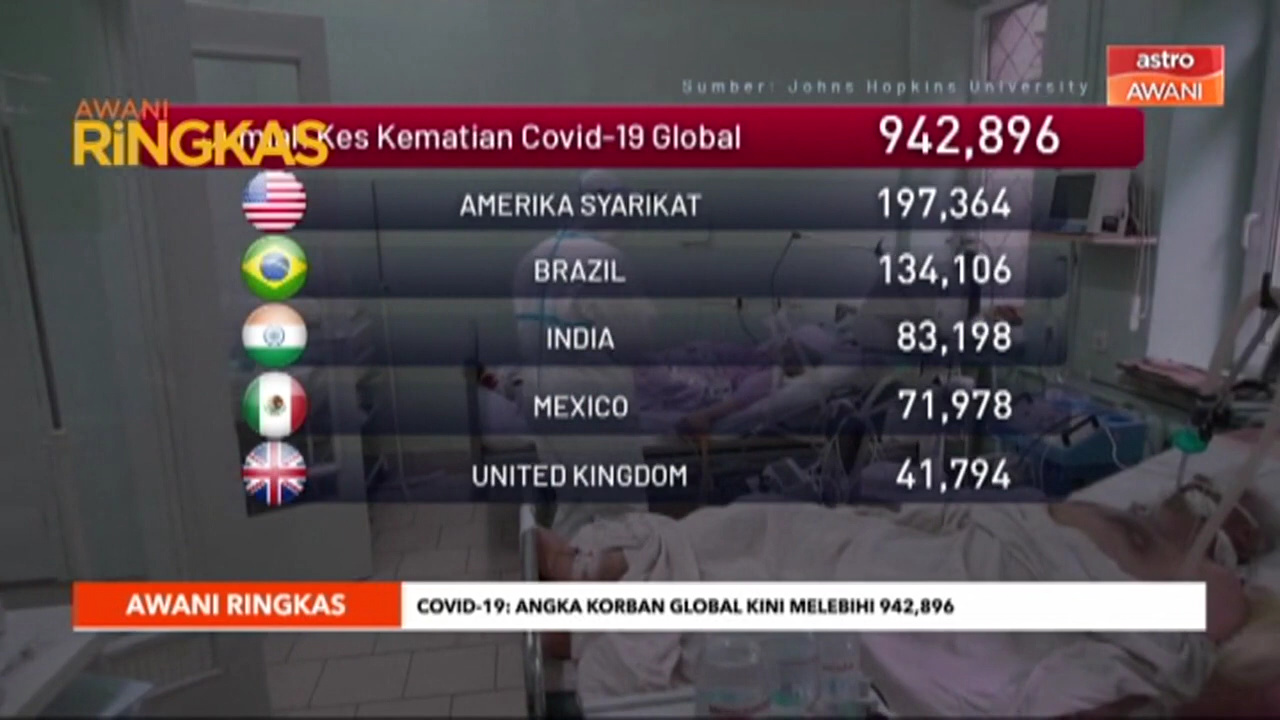 Sumber: Johns Hopkins University
astro
AWANI
AWANI
RiNGKAS
Kes Kematian Covid-19 Global 942,896
AMERIKA SYARIKAT 197,364
BRAZIL 134,106
INDIA 83,198
MEXICO 71,978
UNITED KINGDOM 41,794
AWANI RINGKAS COVID-19: ANGKA KORBAN GLOBAL KINI MELEBIHI 942,896